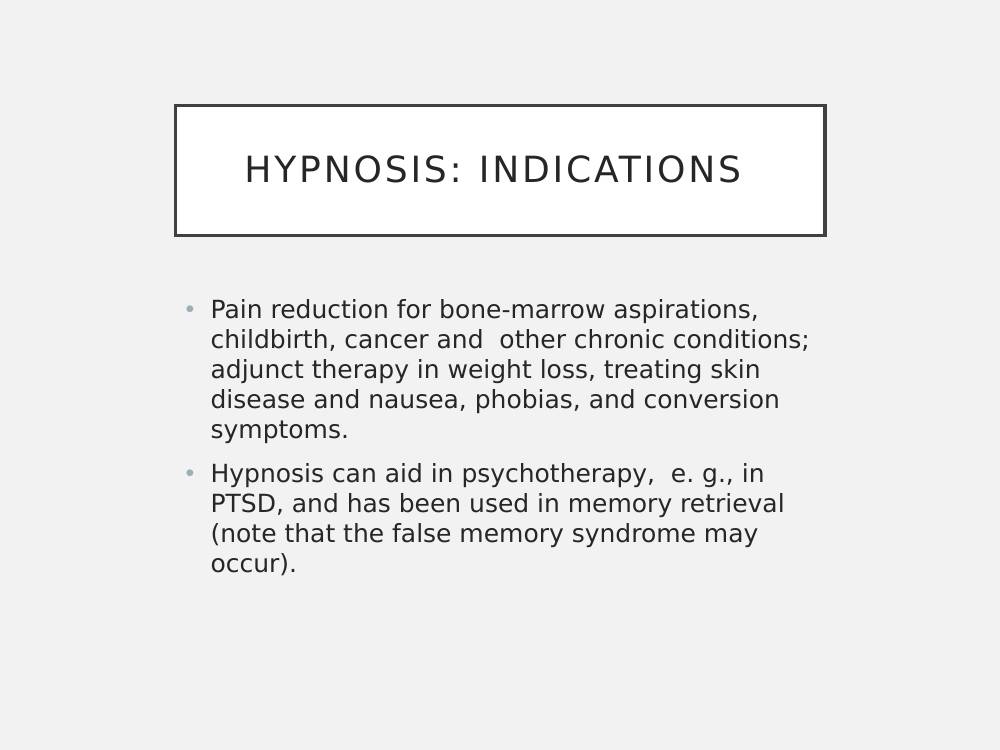 HYPNOSIS: INDICATIONS
• Pain reduction for bone-marrow aspirations,
childbirth, cancer and  other chronic conditions;
adjunct therapy in weight loss, treating skin
disease and nausea, phobias, and conversion
symptoms.
• Hypnosis can aid in psychotherapy,  e. g., in
PTSD, and has been used in memory retrieval
(note that the false memory syndrome may
occur).